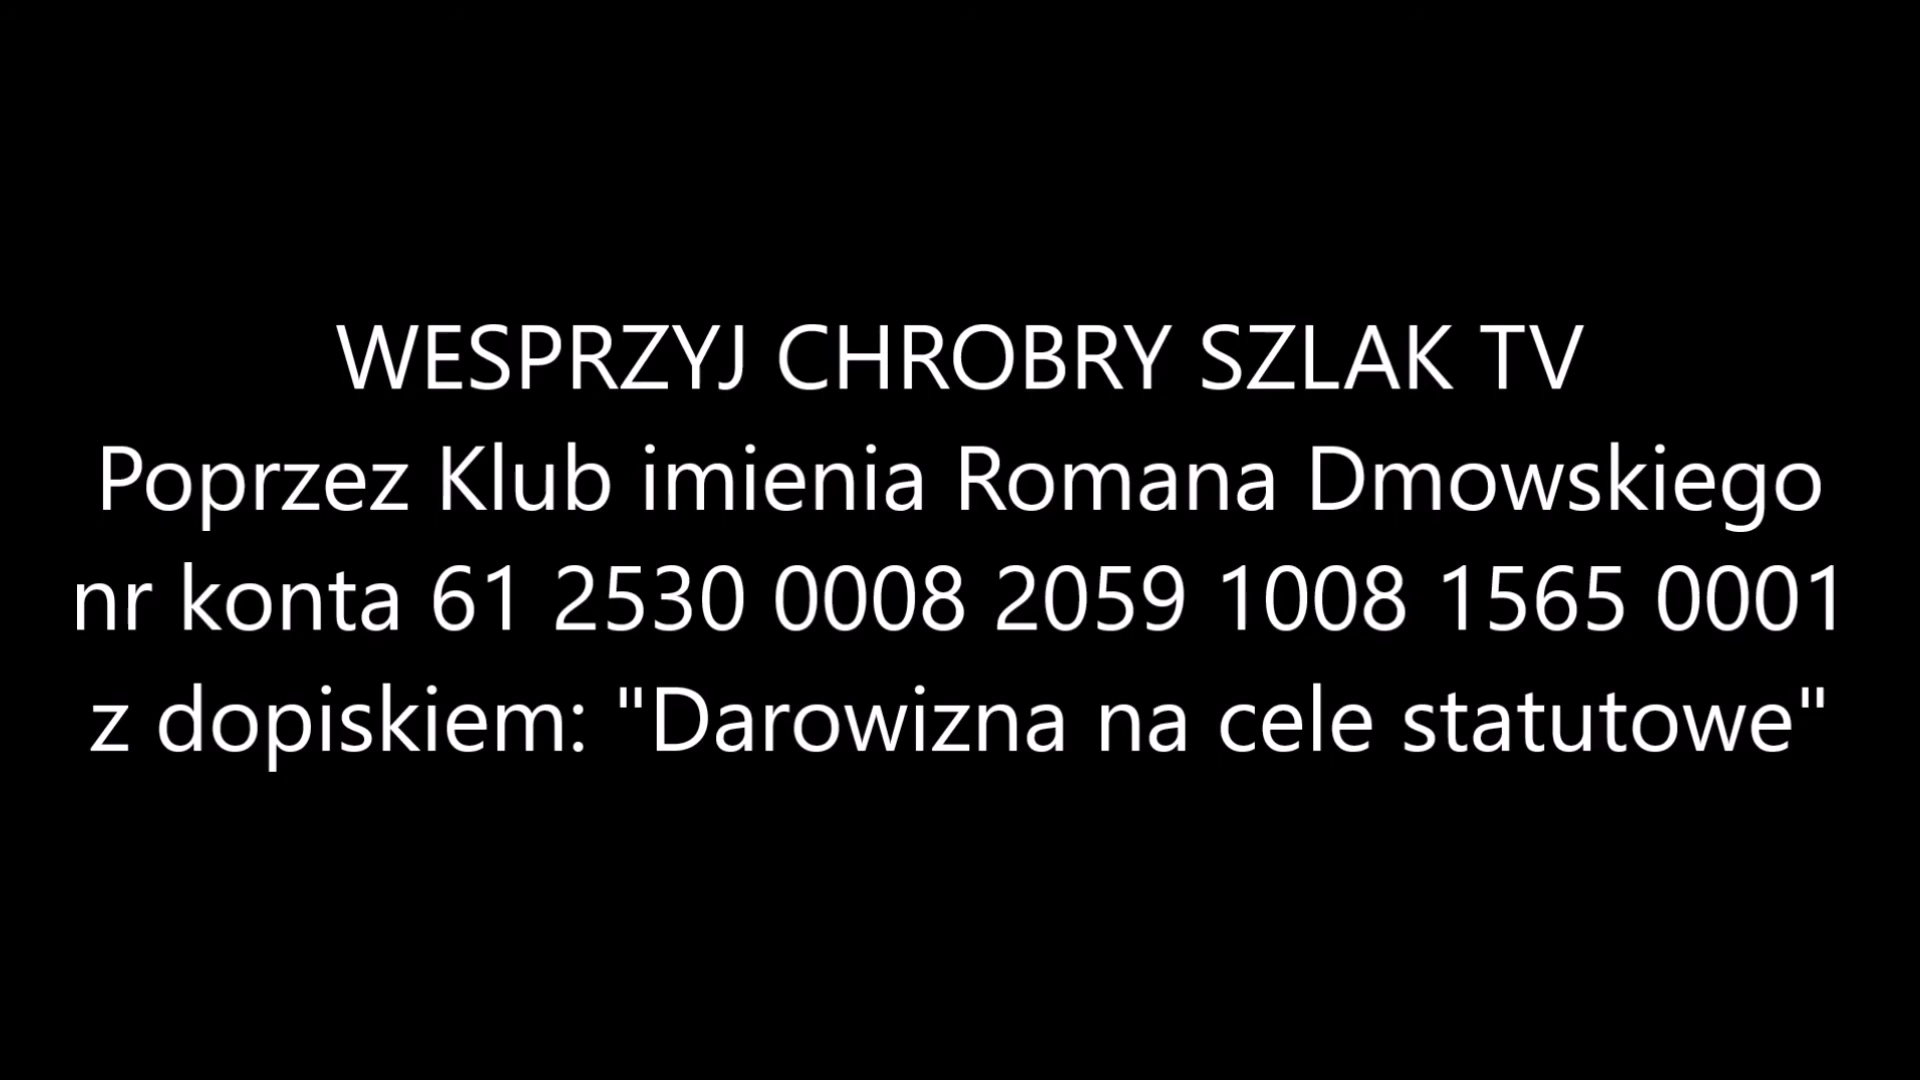 WESPRZYJ CHROBRY SZLAK TV
Poprzez Klub imienia Romana Dmowskiego
nr konta 61 2530 0008 2059 1008 1565 0001
z dopiskiem: "Darowizna na cele statutowe"